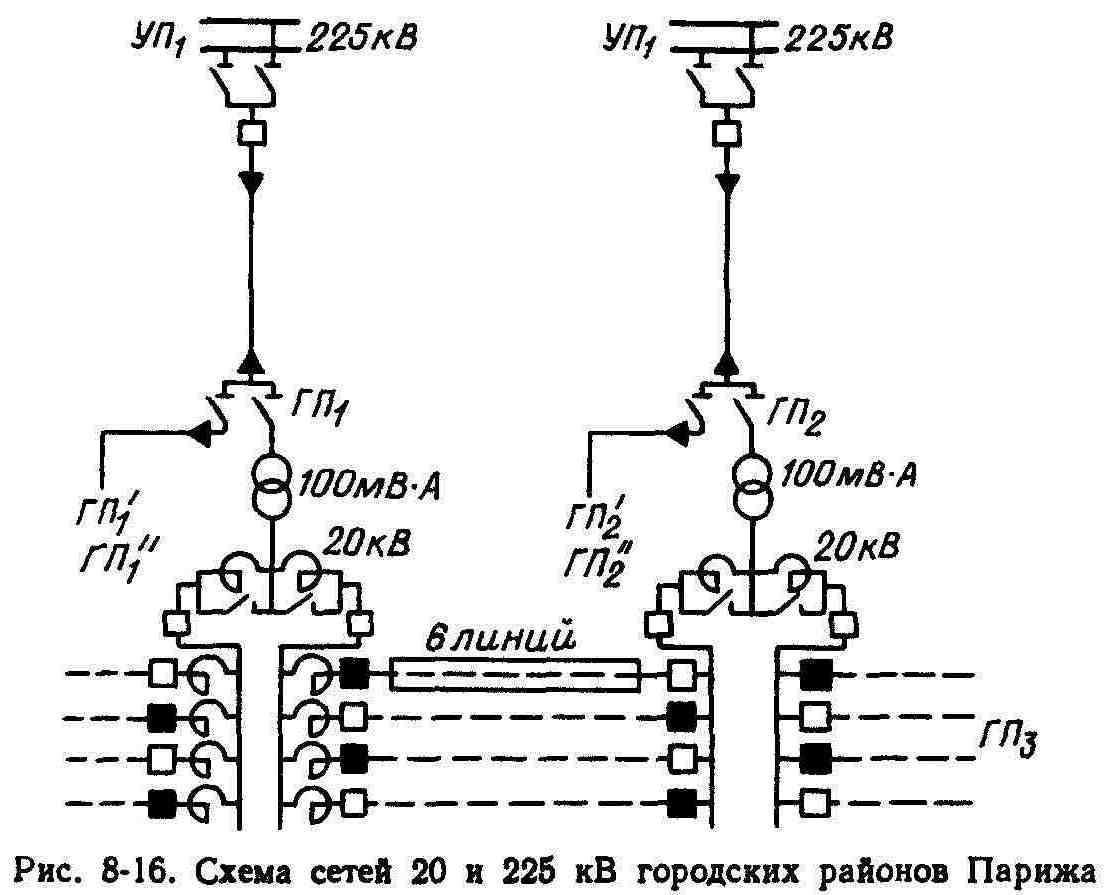 УП₁ 225кВ УП₁ 225кВ
ГП₁ ГП₂
100мВ·А 100мВ·А
ГП₁′ ГП₂′
ГП₁″ ГП₂″
20кВ 20кВ
6 линий
ГП₃
Рис. 8-16. Схема сетей 20 и 225 кВ городских районов Парижа